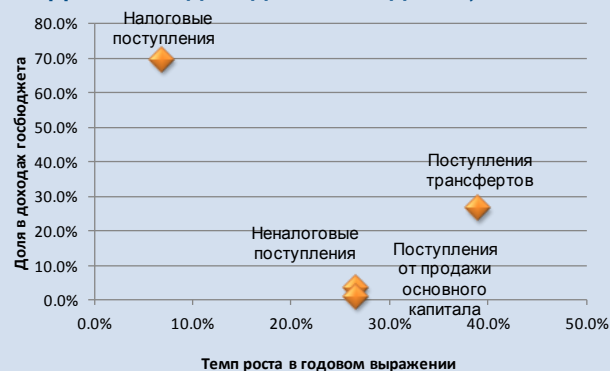 Налоговые
поступления
80.0%
70.0%
60.0%
50.0%
40.0%
30.0%
20.0%
10.0%
0.0%
Доля в доходах госбюджета
Поступления
трансфертов
Неналоговые
поступления
Поступления
от продажи
основного
капитала
0.0% 10.0% 20.0% 30.0% 40.0% 50.0%
Темп роста в годовом выражении